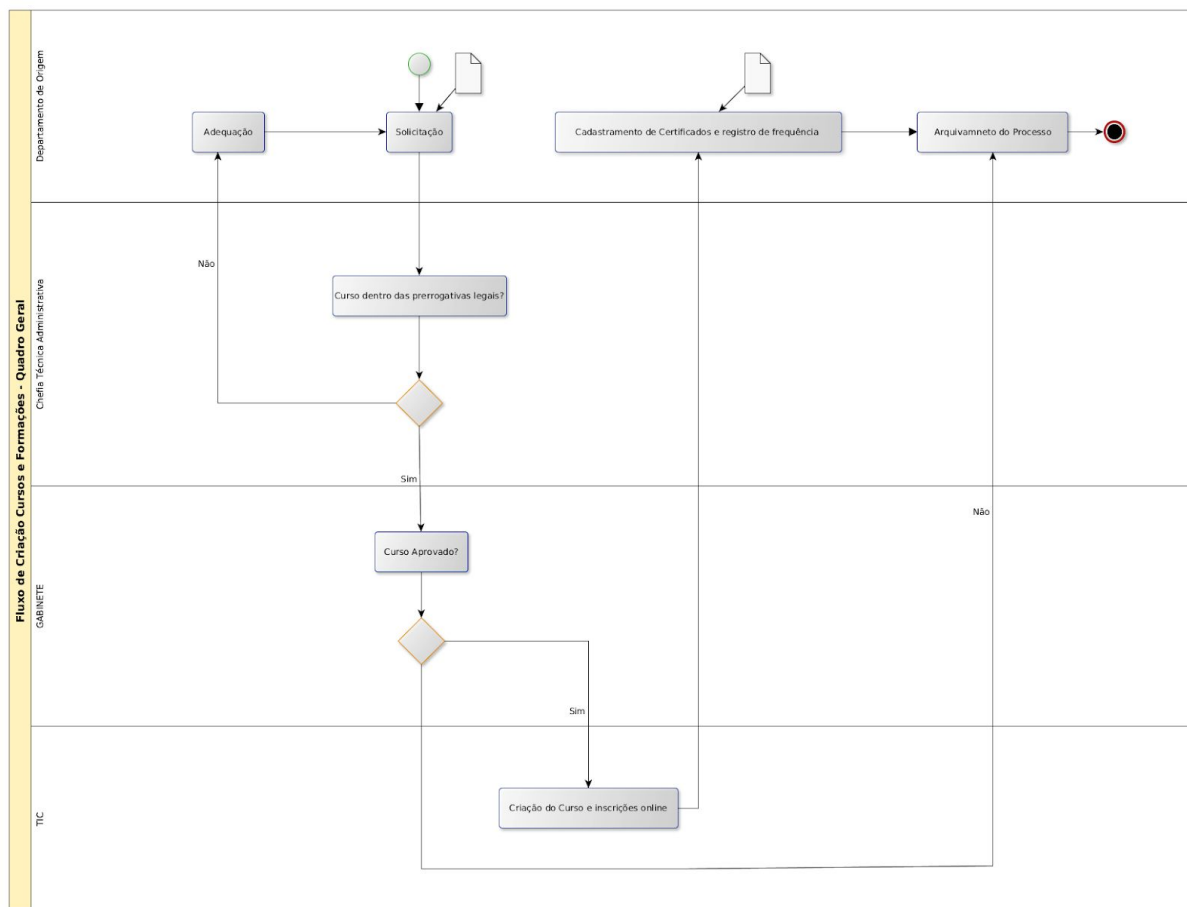 Fluxo de Criação Cursos e Formações - Quadro Geral
Departamento de Origem
Adequação
Solicitação
Cadastramento de Certificados e registro de frequência
Arquivamneto do Processo
Chefia Técnica Administrativa
Não
Curso dentro das prerrogativas legais?
Sim
GABINETE
Não
Curso Aprovado?
Sim
TIC
Criação do Curso e inscrições online